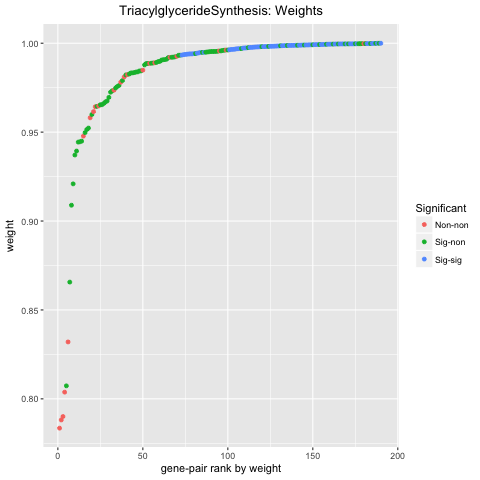 TriacylglycerideSynthesis: Weights
1.00
0.95
0.90
0.85
0.80
weight
0
50
100
150
200
gene-pair rank by weight
Significant
Non-non
Sig-non
Sig-sig